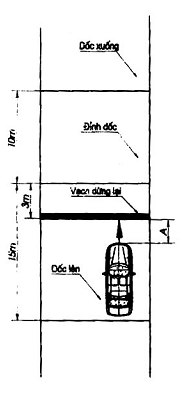 Dốc xuống
10m
Đỉnh dốc
3m
Vạch dừng lại
A
15m
Dốc lên